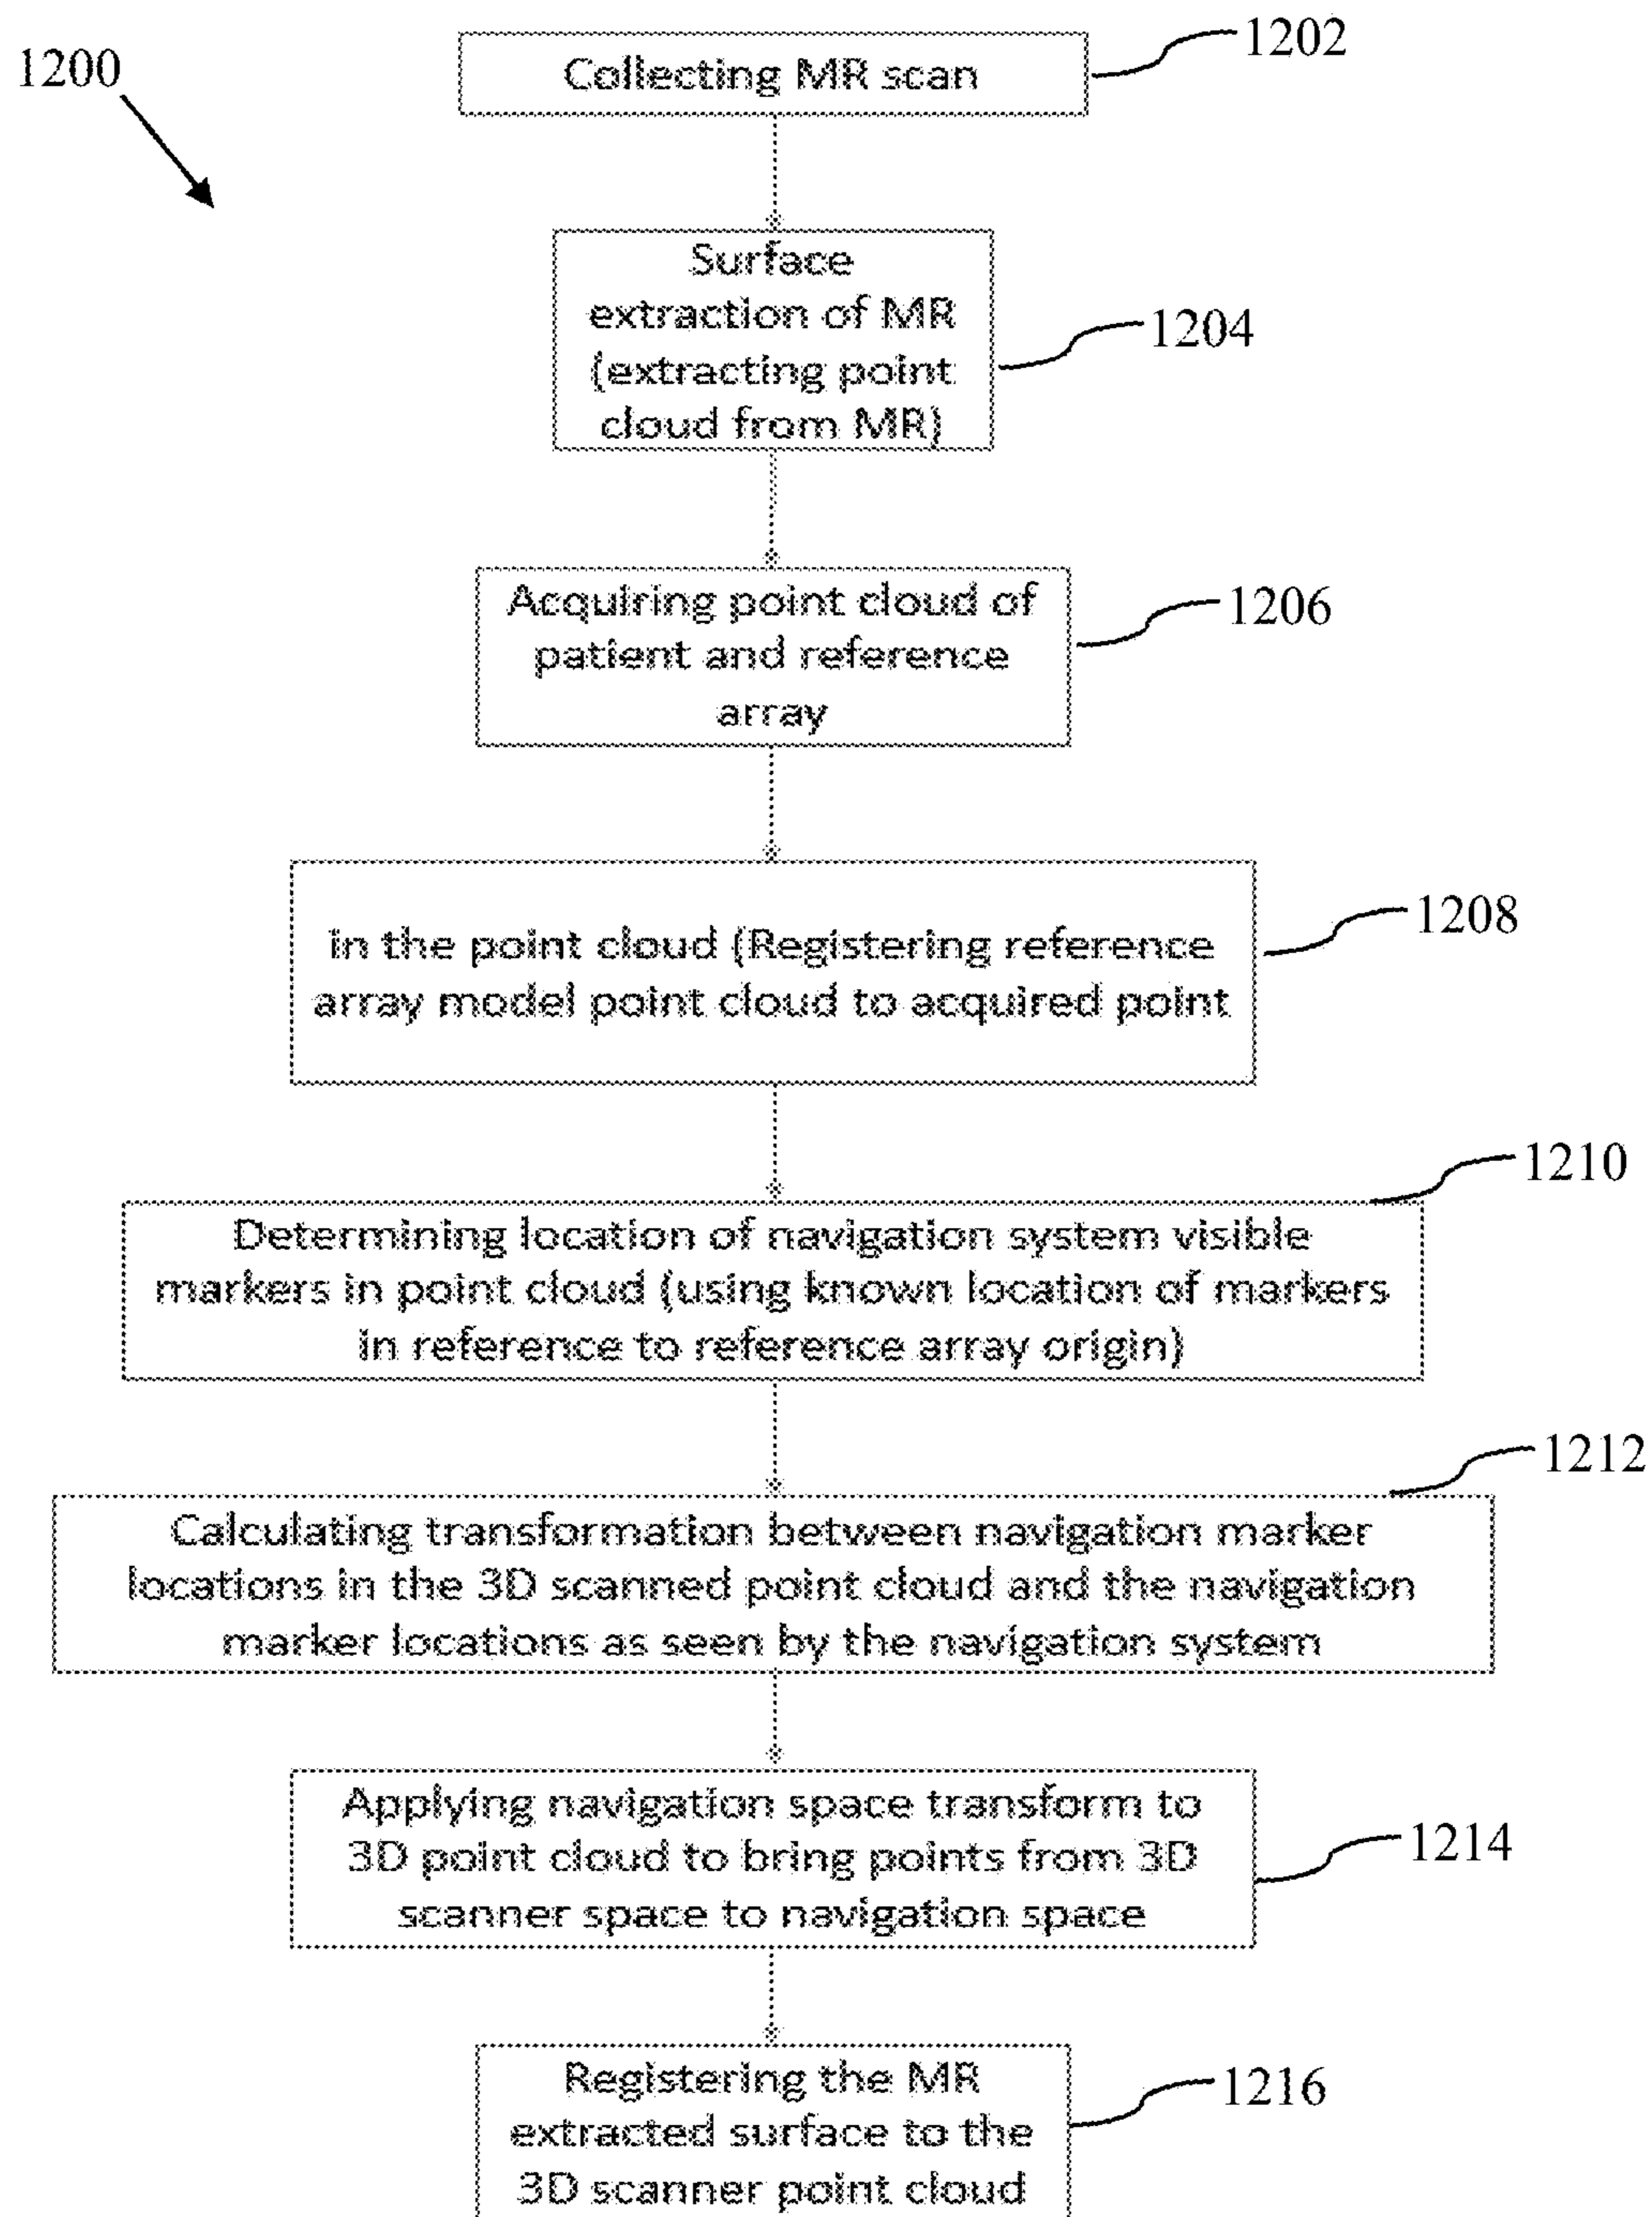 1200
Collecting MR scan
1202
Surface
extraction of MR
(extracting point
cloud from MR)
1204
Acquiring point cloud of
patient and reference
array
1206
in the point cloud (Registering reference
array model point cloud to acquired point
1208
1210
Determining location of navigation system visible
markers in point cloud (using known location of markers
in reference to reference array origin)
1212
Calculating transformation between navigation marker
locations in the 3D scanned point cloud and the navigation
marker locations as seen by the navigation system
Applying navigation space transform to
3D point cloud to bring points from 3D
scanner space to navigation space
1214
Registering the MR
extracted surface to the
3D scanner point cloud
1216